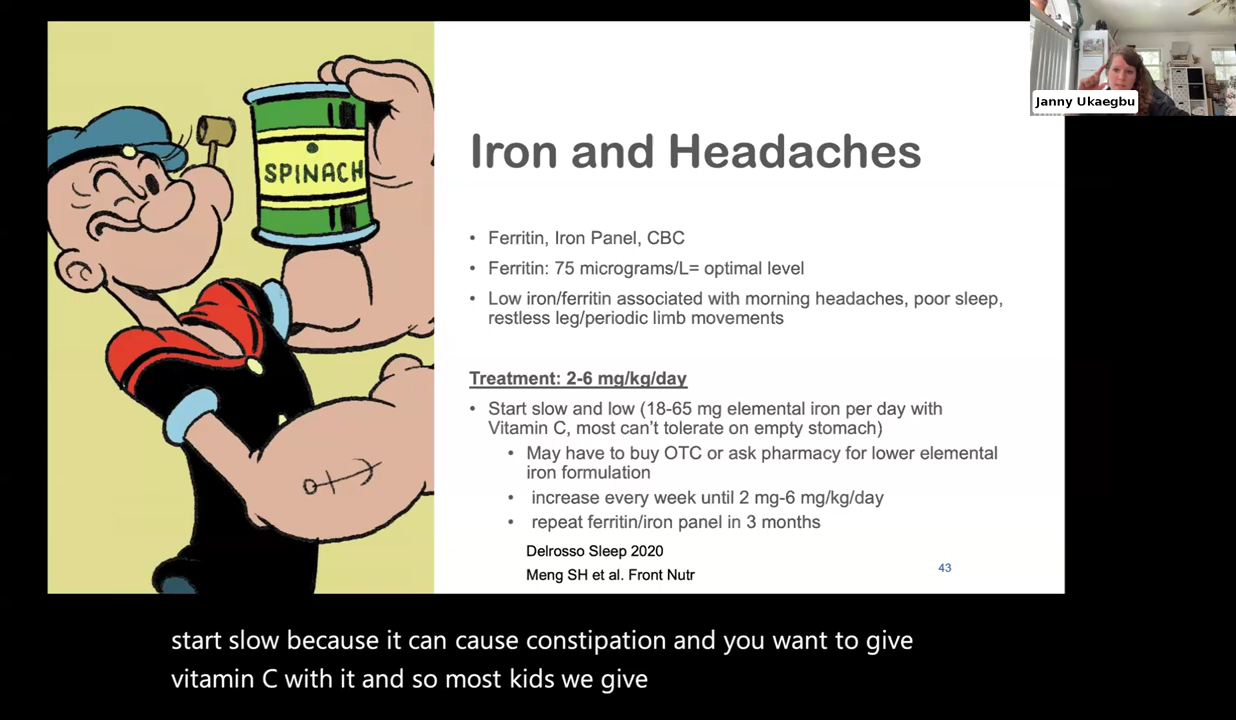 Janny Ukaegbu
SPINACH
Iron and Headaches
• Ferritin, Iron Panel, CBC
• Ferritin: 75 micrograms/L= optimal level
• Low iron/ferritin associated with morning headaches, poor sleep,
restless leg/periodic limb movements
Treatment: 2-6 mg/kg/day
• Start slow and low (18-65 mg elemental iron per day with
Vitamin C, most can't tolerate on empty stomach)
• May have to buy OTC or ask pharmacy for lower elemental
iron formulation
• increase every week until 2 mg-6 mg/kg/day
• repeat ferritin/iron panel in 3 months
Delrosso Sleep 2020
Meng SH et al. Front Nutr
43
start slow because it can cause constipation and you want to give
vitamin C with it and so most kids we give